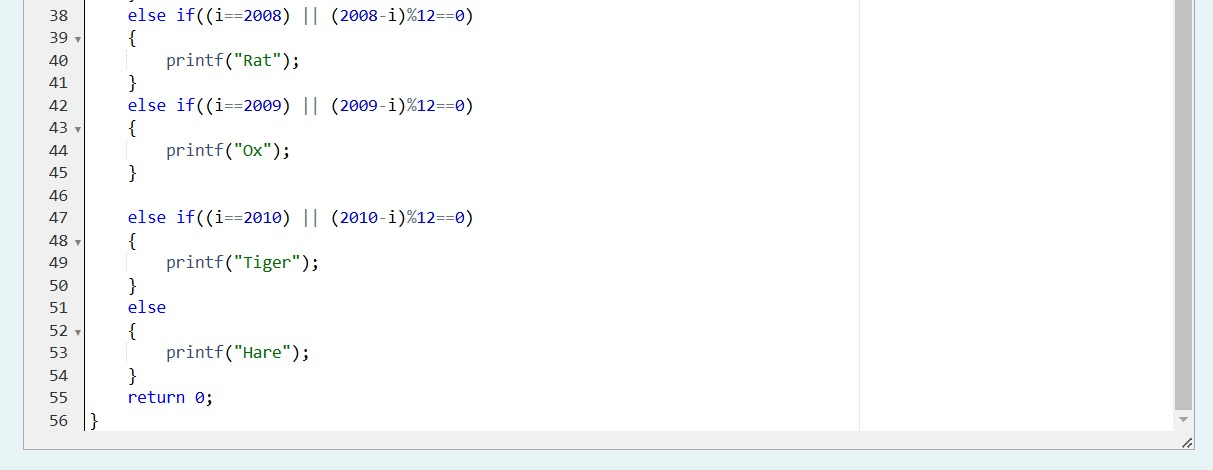 38 else if((i==2008) || (2008-i)%12==0)
39 {
40 printf("Rat");
41 }
42 else if((i==2009) || (2009-i)%12==0)
43 {
44 printf("Ox");
45 }
46
47 else if((i==2010) || (2010-i)%12==0)
48 {
49 printf("Tiger");
50 }
51 else
52 {
53 printf("Hare");
54 }
55 return 0;
56 }